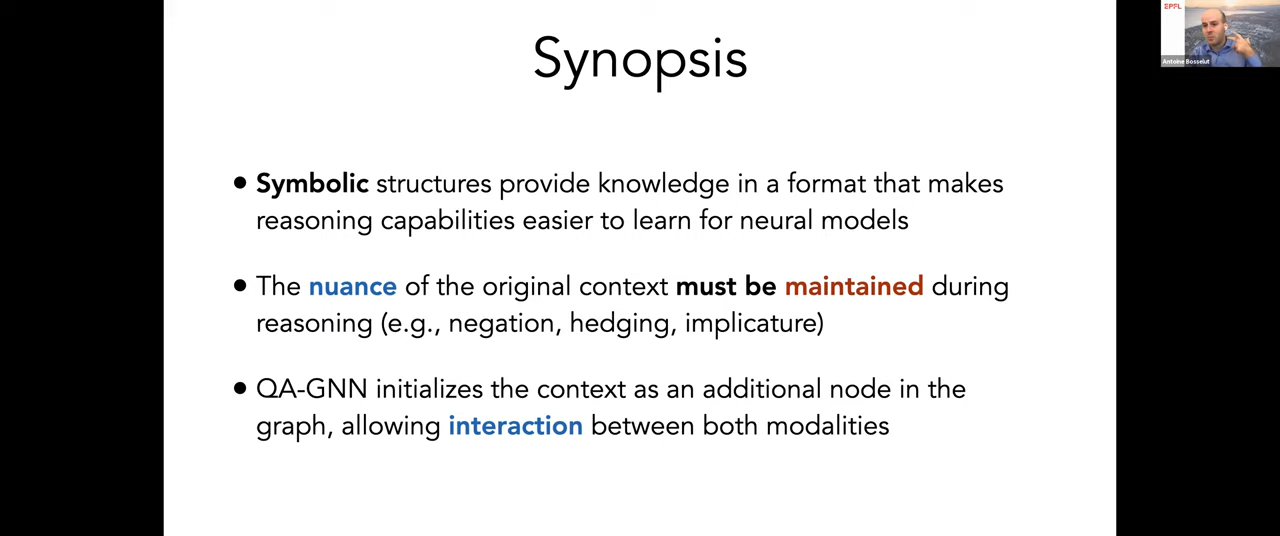 Synopsis
EPFL
Antoine Bosselut
● Symbolic structures provide knowledge in a format that makes
reasoning capabilities easier to learn for neural models
● The nuance of the original context must be maintained during
reasoning (e.g., negation, hedging, implicature)
● QA-GNN initializes the context as an additional node in the
graph, allowing interaction between both modalities